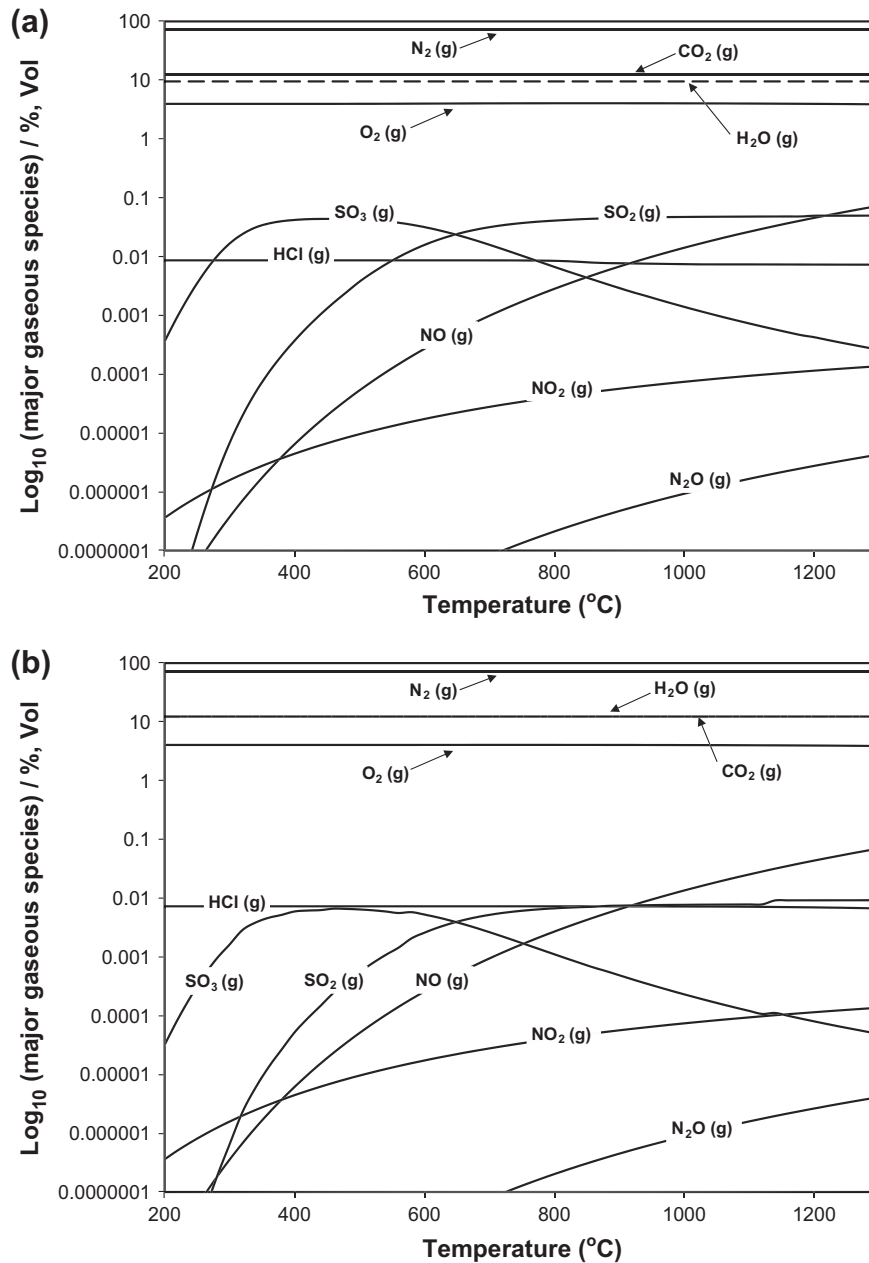 (a)
100
10
1
0.1
0.01
0.001
0.0001
0.00001
0.000001
0.0000001
Log₁₀ (major gaseous species) / %, Vol
N₂ (g)
CO₂ (g)
O₂ (g)
H₂O (g)
SO₃ (g)
SO₂ (g)
HCl (g)
NO (g)
NO₂ (g)
N₂O (g)
200 400 600 800 1000 1200
Temperature (°C)
(b)
100
10
1
0.1
0.01
0.001
0.0001
0.00001
0.000001
0.0000001
Log₁₀ (major gaseous species) / %, Vol
N₂ (g)
H₂O (g)
O₂ (g)
CO₂ (g)
HCl (g)
SO₃ (g)
SO₂ (g)
NO (g)
NO₂ (g)
N₂O (g)
200 400 600 800 1000 1200
Temperature (°C)